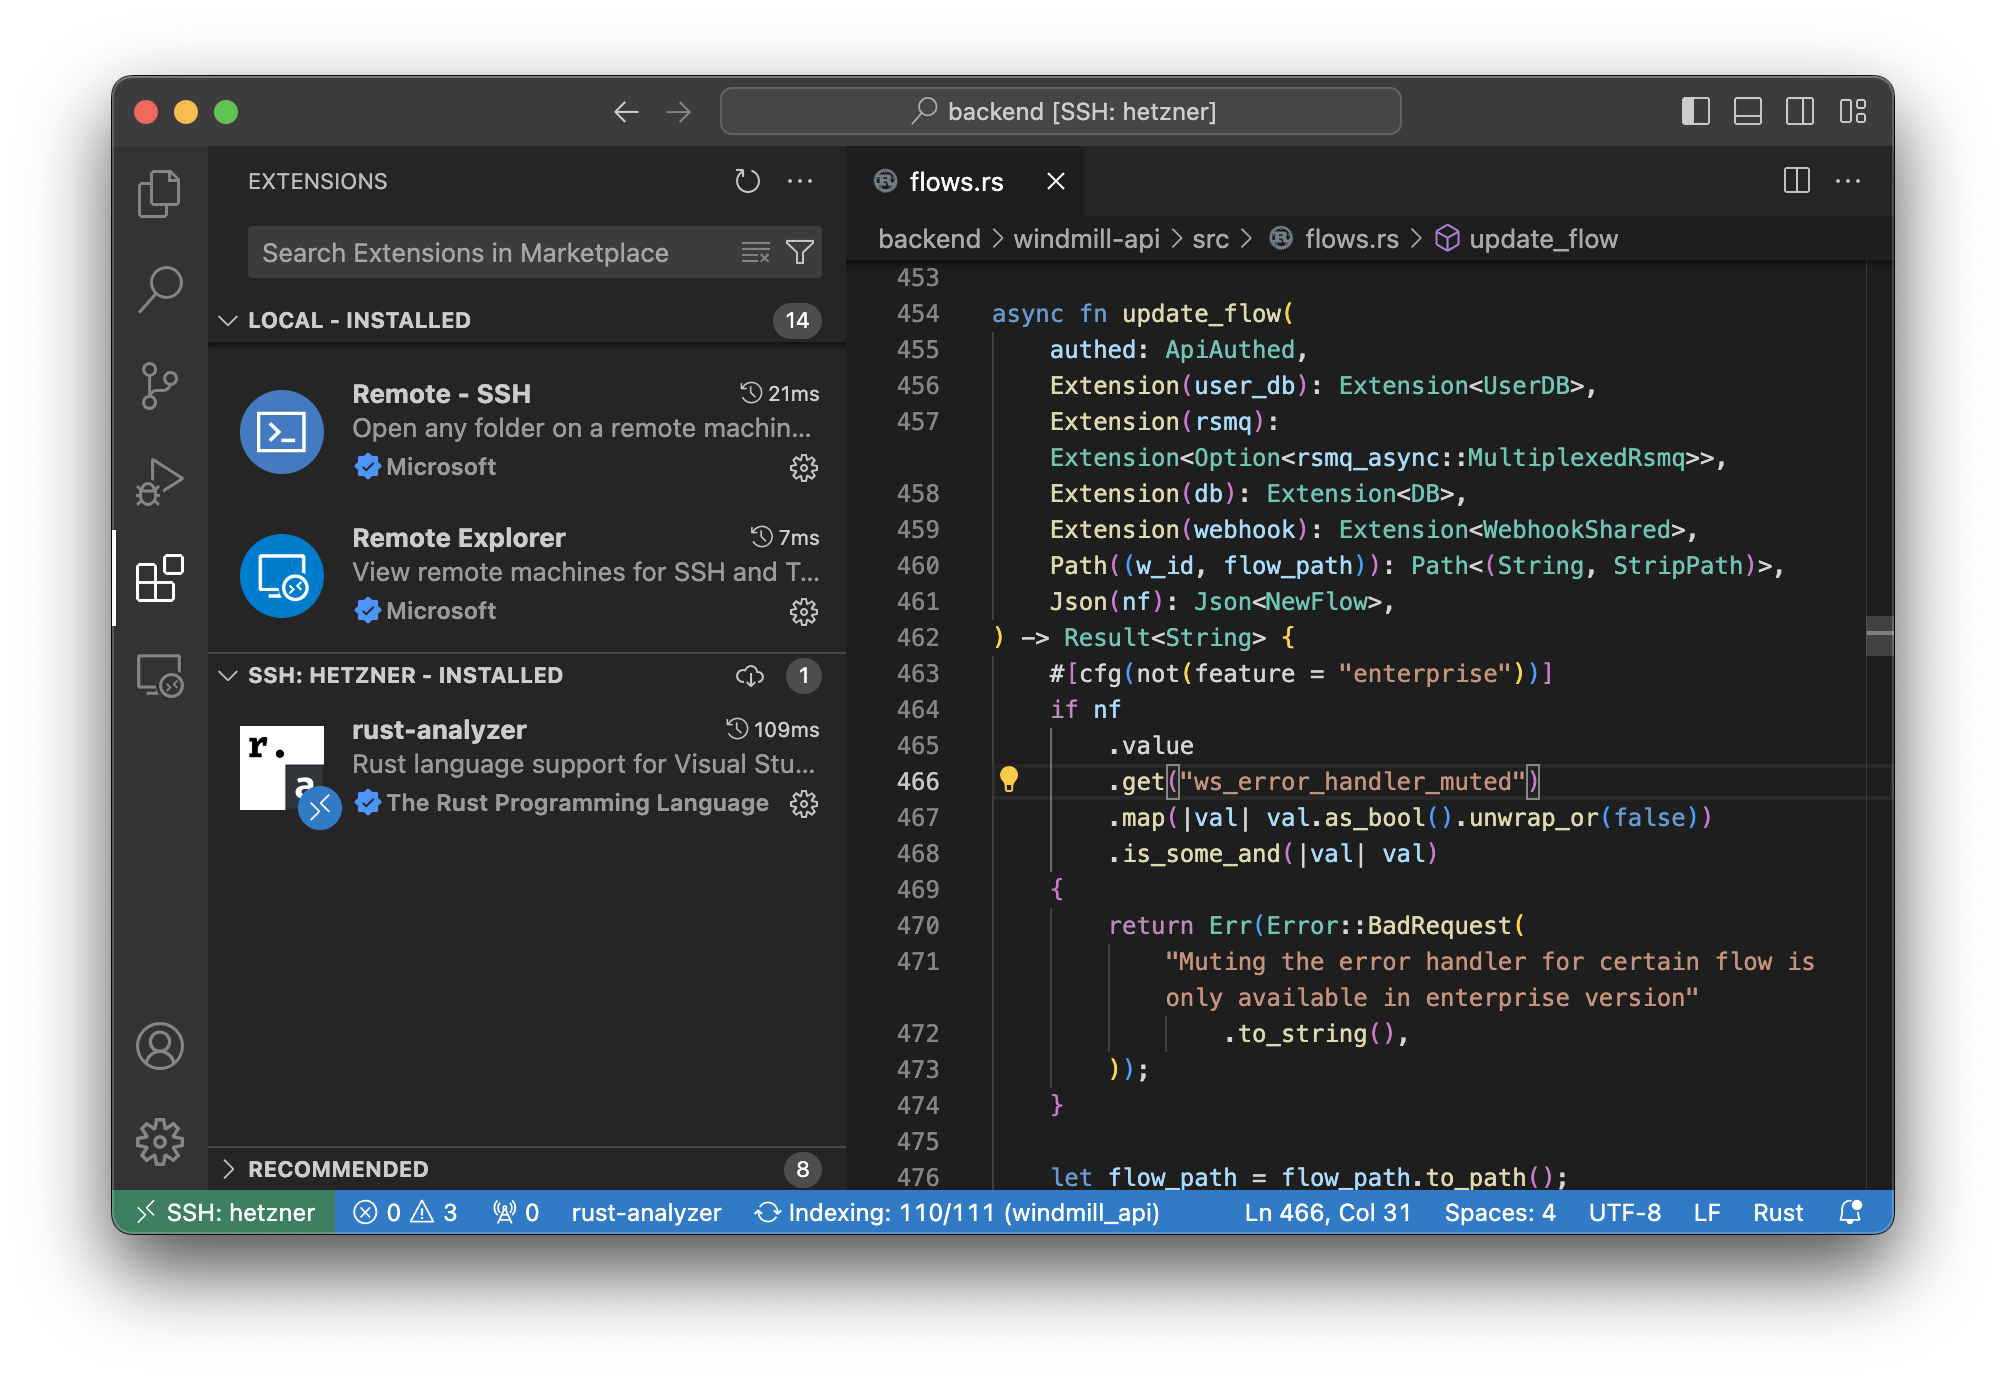 backend [SSH: hetzner]
EXTENSIONS
Search Extensions in Marketplace
LOCAL - INSTALLED 14
Remote - SSH 21ms
Open any folder on a remote machin...
Microsoft
Remote Explorer 7ms
View remote machines for SSH and T...
Microsoft
SSH: HETZNER - INSTALLED 1
r.
a
rust-analyzer 109ms
Rust language support for Visual Stu...
The Rust Programming Language
RECOMMENDED 8
flows.rs
backend > windmill-api > src > flows.rs > update_flow
453
454 async fn update_flow(
455 authed: ApiAuthed,
456 Extension(user_db): Extension<UserDB>,
457 Extension(rsmq):
Extension<Option<rsmq_async::MultiplexedRsmq>>,
458 Extension(db): Extension<DB>,
459 Extension(webhook): Extension<WebhookShared>,
460 Path((w_id, flow_path)): Path<(String, StripPath)>,
461 Json(nf): Json<NewFlow>,
462 ) -> Result<String> {
463 #[cfg(not(feature = "enterprise"))]
464 if nf
465 .value
466 .get("ws_error_handler_muted")
467 .map(|val| val.as_bool().unwrap_or(false))
468 .is_some_and(|val| val)
469 {
470 return Err(Error::BadRequest(
471 "Muting the error handler for certain flow is
only available in enterprise version"
472 .to_string(),
473 ));
474 }
475
476 let flow_path = flow_path.to_path();
SSH: hetzner 0 3 0 rust-analyzer Indexing: 110/111 (windmill_api) Ln 466, Col 31 Spaces: 4 UTF-8 LF Rust